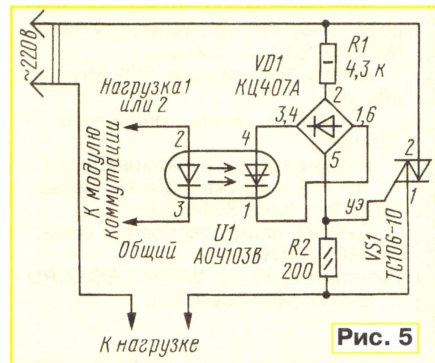 ~220В
R1
4,3 к
VD1
КЦ407А
Нагрузка1
или 2
2
3,4
1,6
2
4
5
2
К модулю
коммутации
3
1
УЭ
1
Общий
U1
АОУ103В
R2
200
VS1
ТС106-10
К нагрузке
Рис. 5